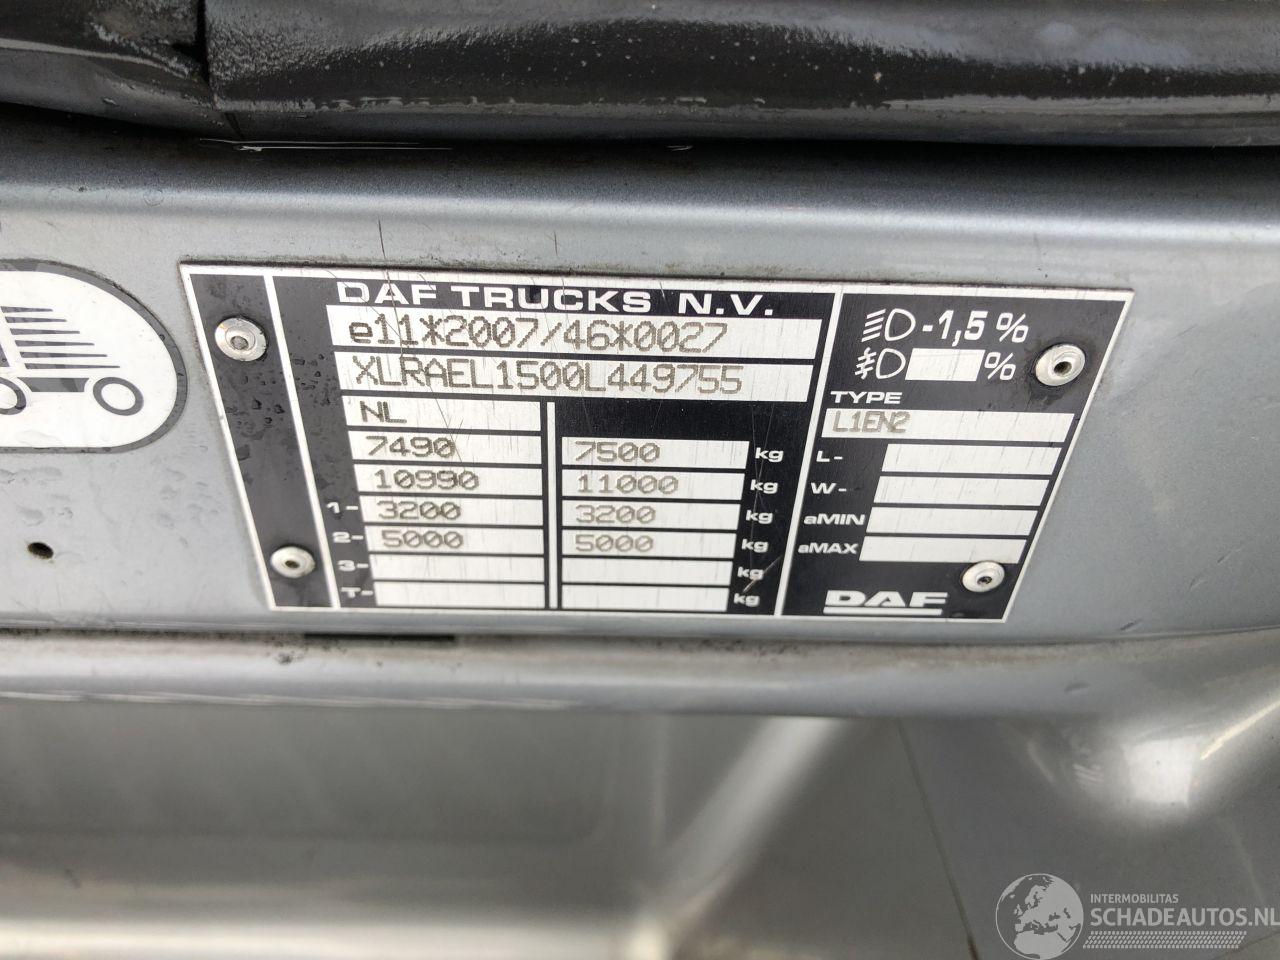 DAF TRUCKS N.V.
e11*2007/46*0027
XLRAEL1500L449755
NL
7490 7500 kg
10990 11000 kg
1- 3200 3200 kg
2- 5000 5000 kg
3- kg
T- kg
-1,5%
%
TYPE
L1EN2
L-
W-
aMIN
aMAX
DAF
INTERMOBILITAS
SCHADEAUTOS.NL